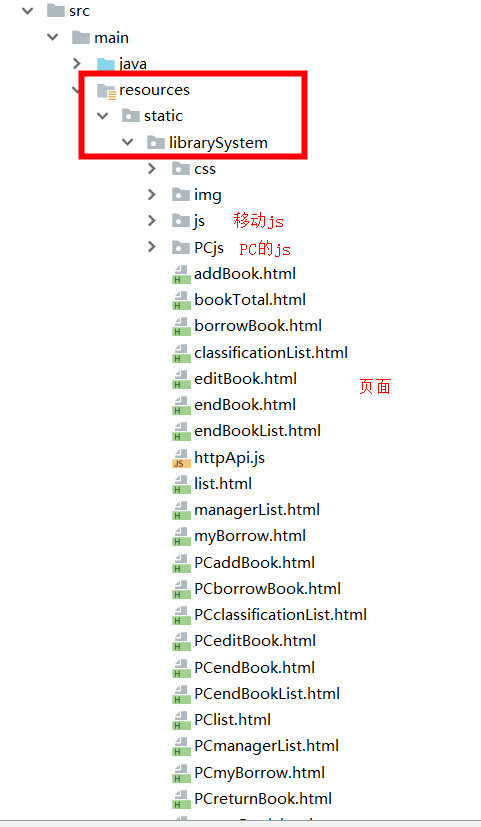 src
main
java
resources
static
librarySystem
css
img
js 移动js
PCjs PC的js
addBook.html
bookTotal.html
borrowBook.html
classificationList.html
editBook.html 页面
endBook.html
endBookList.html
httpApi.js
list.html
managerList.html
myBorrow.html
PCaddBook.html
PCborrowBook.html
PCclassificationList.html
PCeditBook.html
PCendBook.html
PCendBookList.html
PClist.html
PCmanagerList.html
PCmyBorrow.html
PCreturnBook.html